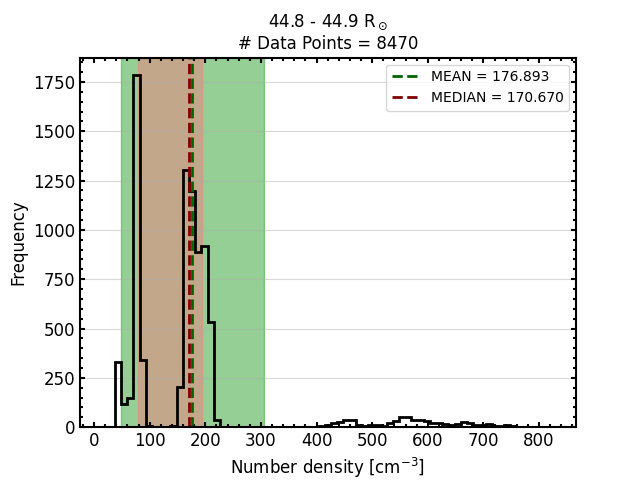 44.8 - 44.9 R⊙
# Data Points = 8470
MEAN = 176.893
MEDIAN = 170.670
Frequency
1750
1500
1250
1000
750
500
250
0
0 100 200 300 400 500 600 700 800
Number density [cm⁻³]